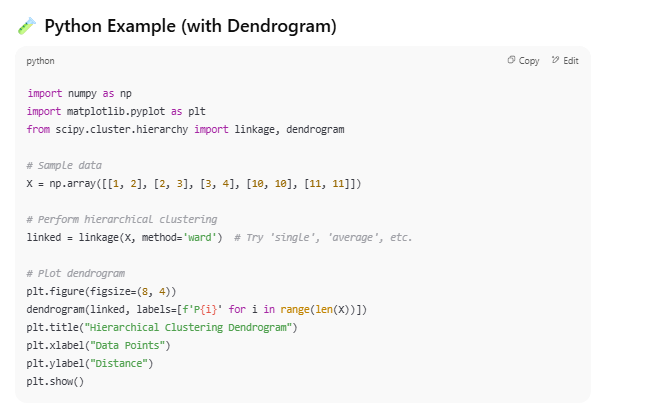 🧪 Python Example (with Dendrogram)
python
Copy Edit
import numpy as np
import matplotlib.pyplot as plt
from scipy.cluster.hierarchy import linkage, dendrogram
# Sample data
X = np.array([[1, 2], [2, 3], [3, 4], [10, 10], [11, 11]])
# Perform hierarchical clustering
linked = linkage(X, method='ward')  # Try 'single', 'average', etc.
# Plot dendrogram
plt.figure(figsize=(8, 4))
dendrogram(linked, labels=[f'P{i}' for i in range(len(X))])
plt.title("Hierarchical Clustering Dendrogram")
plt.xlabel("Data Points")
plt.ylabel("Distance")
plt.show()